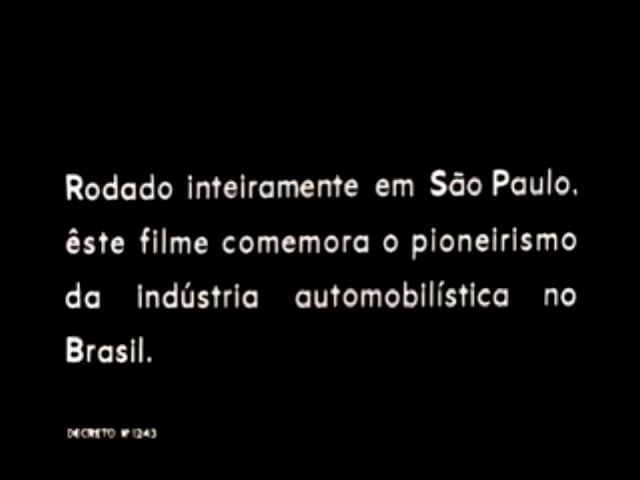 Rodado inteiramente em São Paulo,
êste filme comemora o pioneirismo
da indústria automobilística no
Brasil.
DECRETO Nº 1243